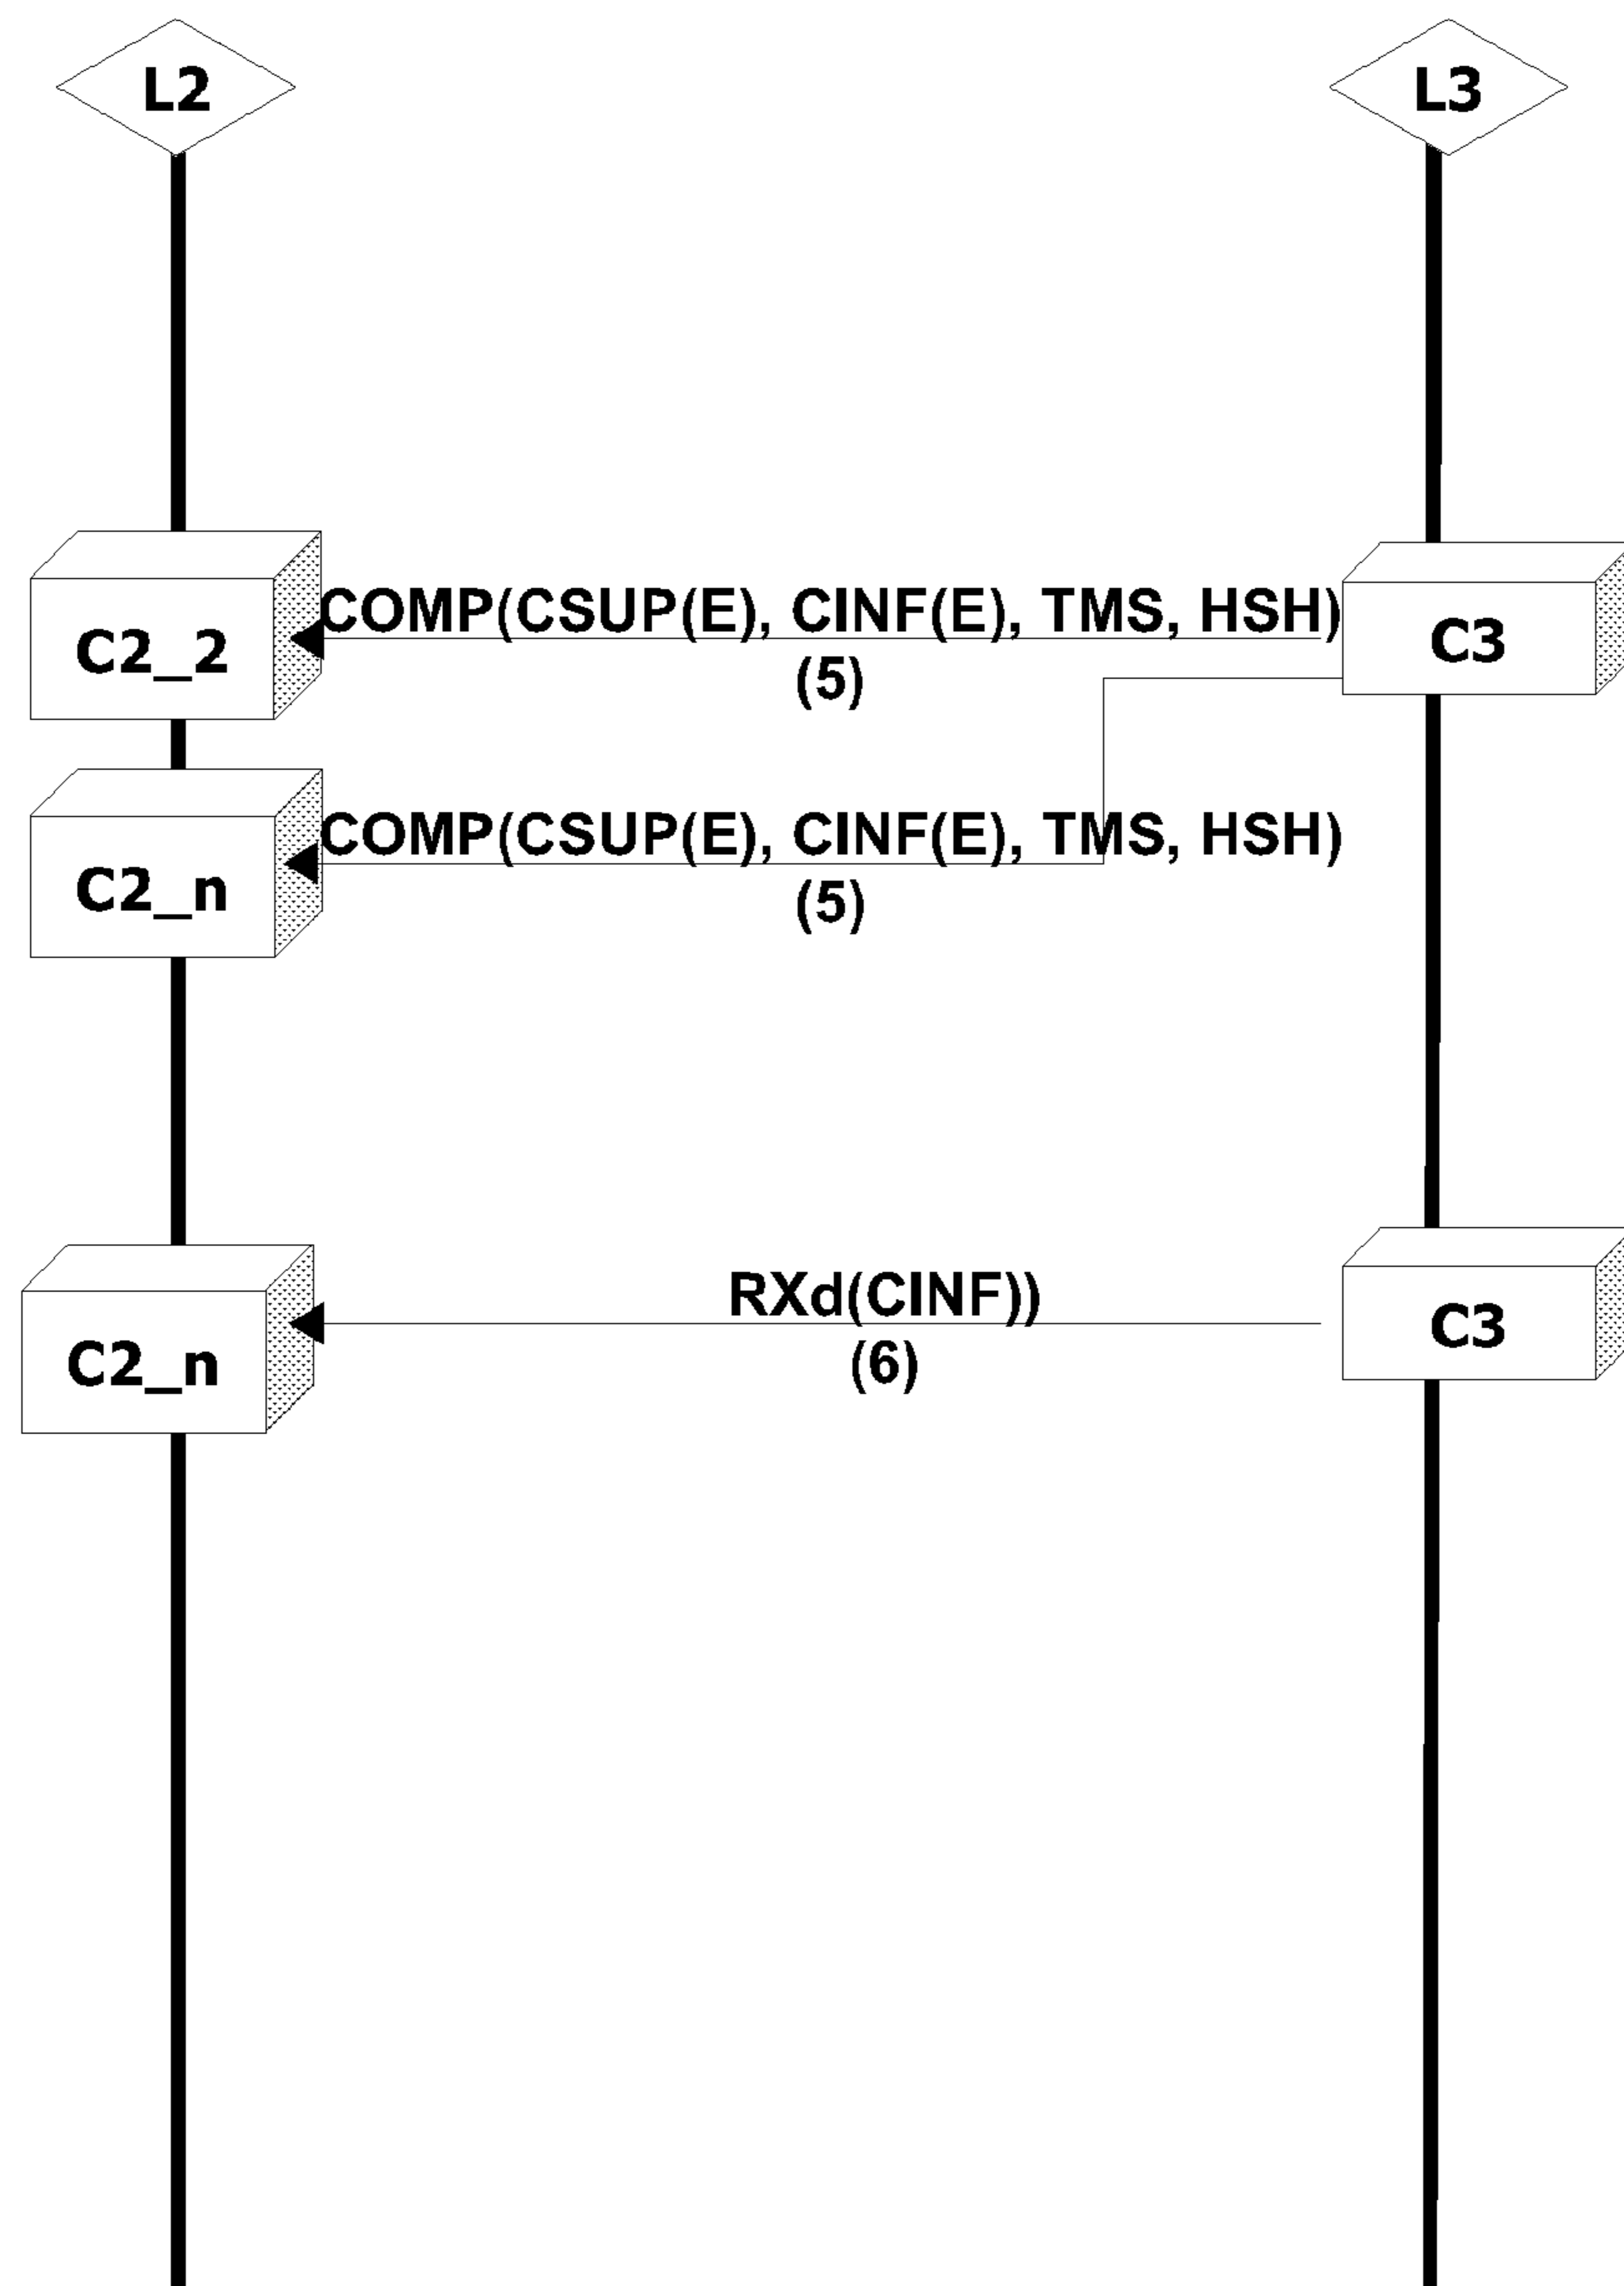 L2
L3
COMP(CSUP(E), CINF(E), TMS, HSH)
C2_2
C3
(5)
COMP(CSUP(E), CINF(E), TMS, HSH)
C2_n
(5)
RXd(CINF))
C3
C2_n
(6)